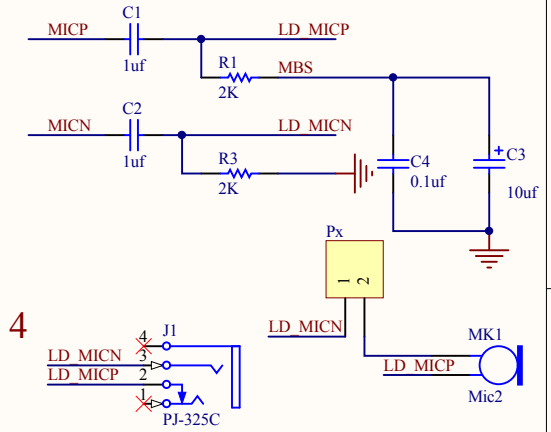 C1
MICP
LD_MICP
1uf
R1
MBS
2K
C2
MICN
LD_MICN
1uf
R3
2K
C4
0.1uf
C3
+
10uf
Px
1 2
LD_MICN
MK1
LD_MICP
Mic2
4
J1
4
LD_MICN 3
LD_MICP 2
1
PJ-325C